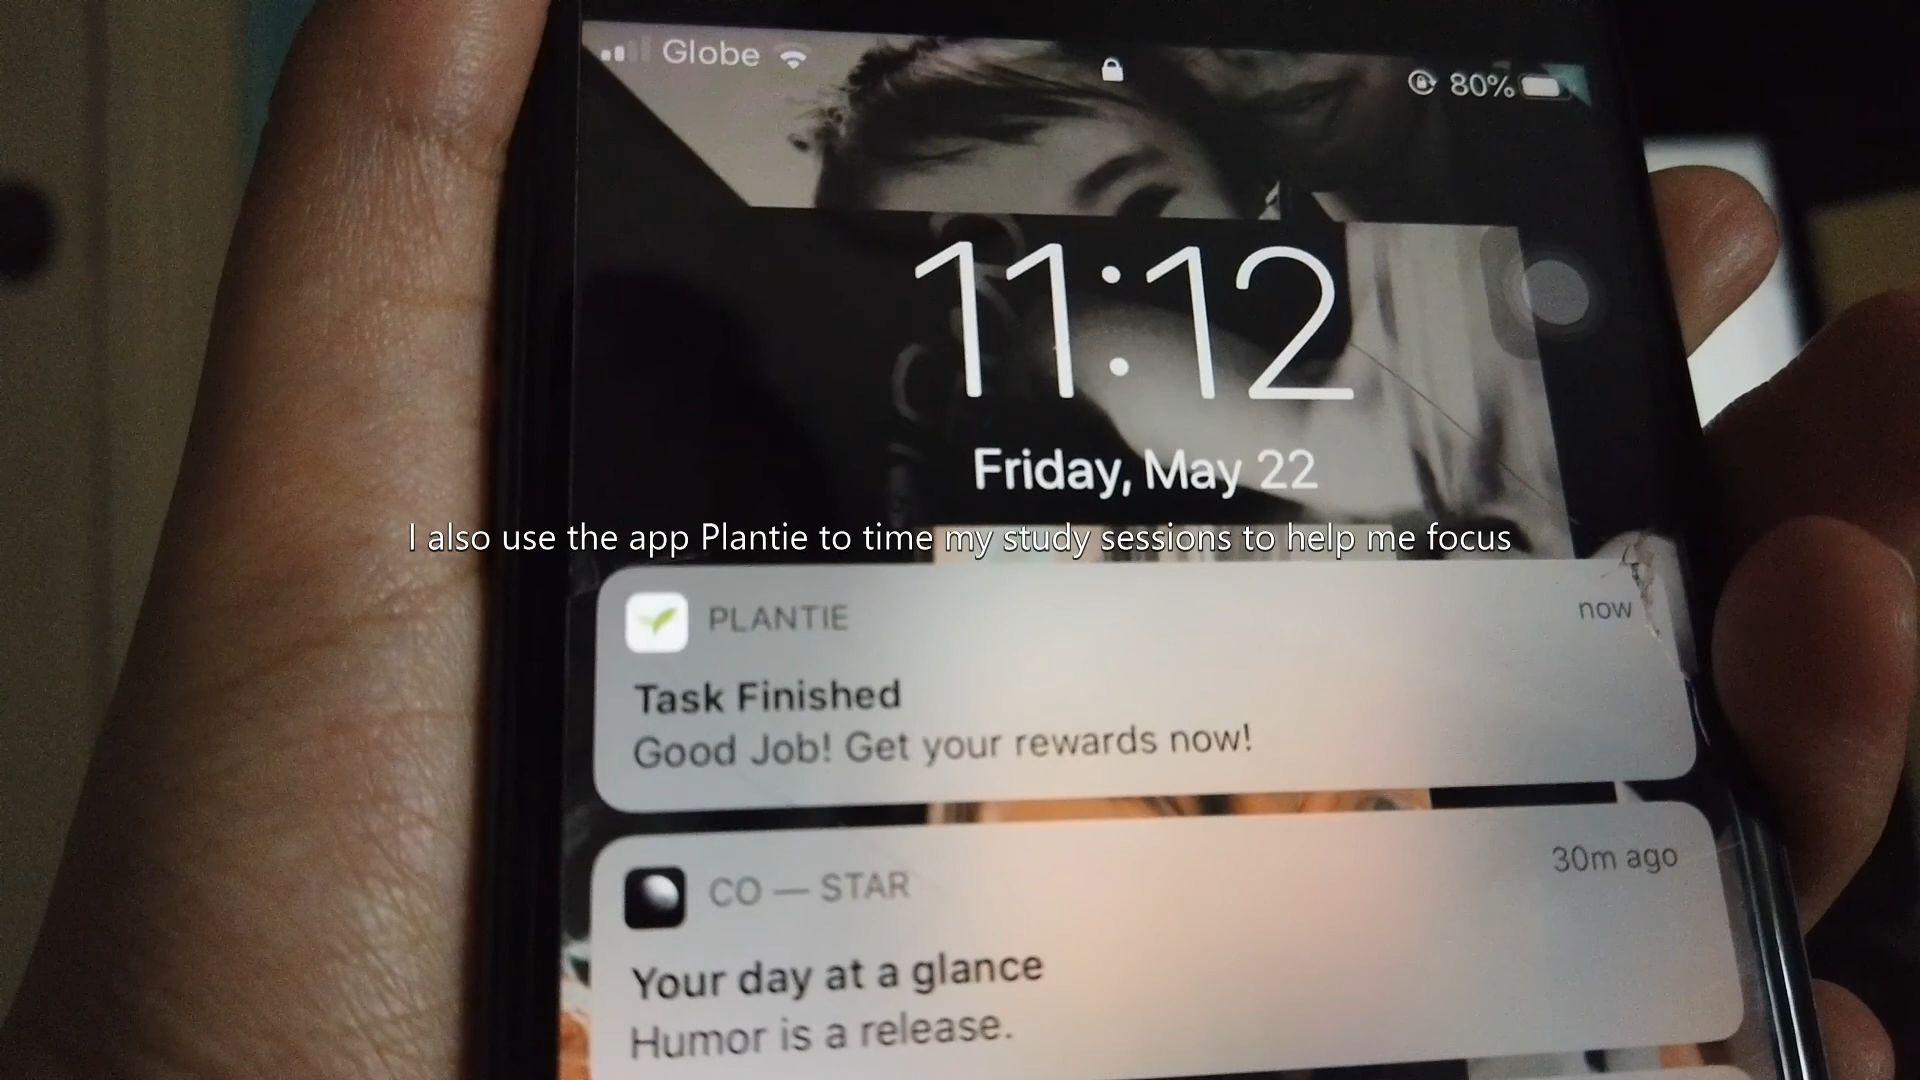 Globe
80%
11:12
Friday, May 22
I also use the app Plantie to time my study sessions to help me focus
PLANTIE
now
Task Finished
Good Job! Get your rewards now!
CO — STAR
30m ago
Your day at a glance
Humor is a release.